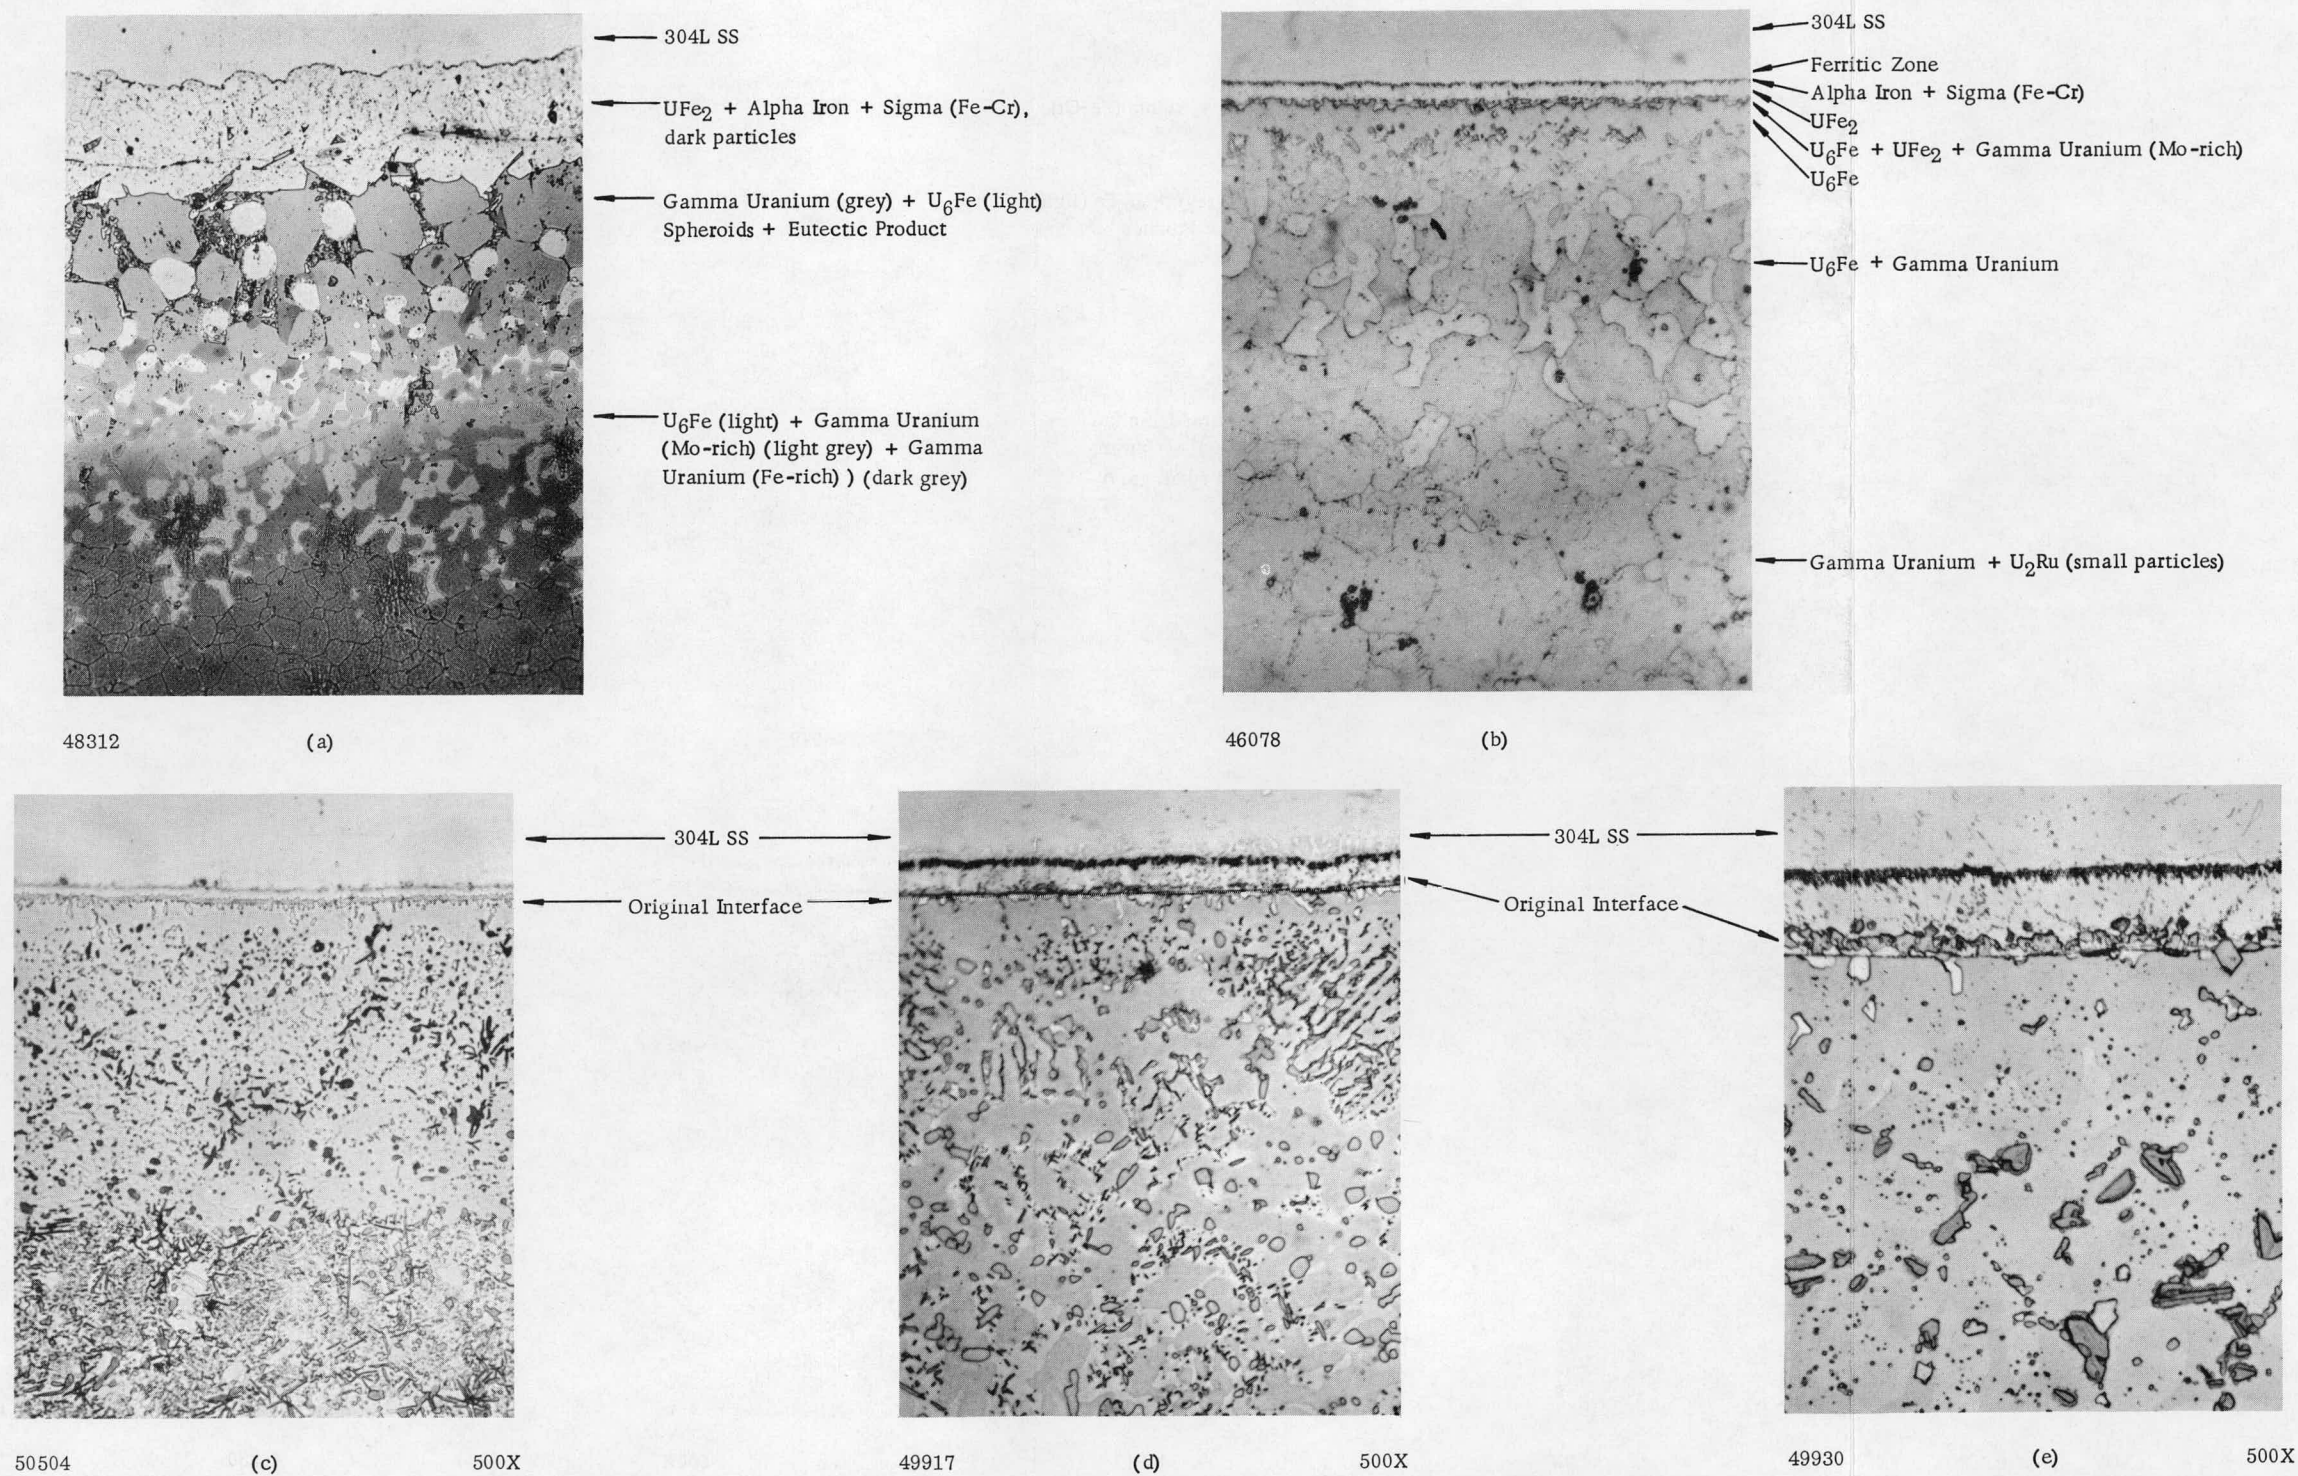 304L SS
UFe2 + Alpha Iron + Sigma (Fe-Cr),
dark particles
Gamma Uranium (grey) + U6Fe (light)
Spheroids + Eutectic Product
U6Fe (light) + Gamma Uranium
(Mo-rich) (light grey) + Gamma
Uranium (Fe-rich) ) (dark grey)
48312
(a)
304L SS
Ferritic Zone
Alpha Iron + Sigma (Fe-Cr)
UFe2
U6Fe + UFe2 + Gamma Uranium (Mo-rich)
U6Fe
U6Fe + Gamma Uranium
Gamma Uranium + U2Ru (small particles)
46078
(b)
304L SS
Original Interface
304L SS
Original Interface
50504
(c)
500X
49917
(d)
500X
49930
(e)
500X